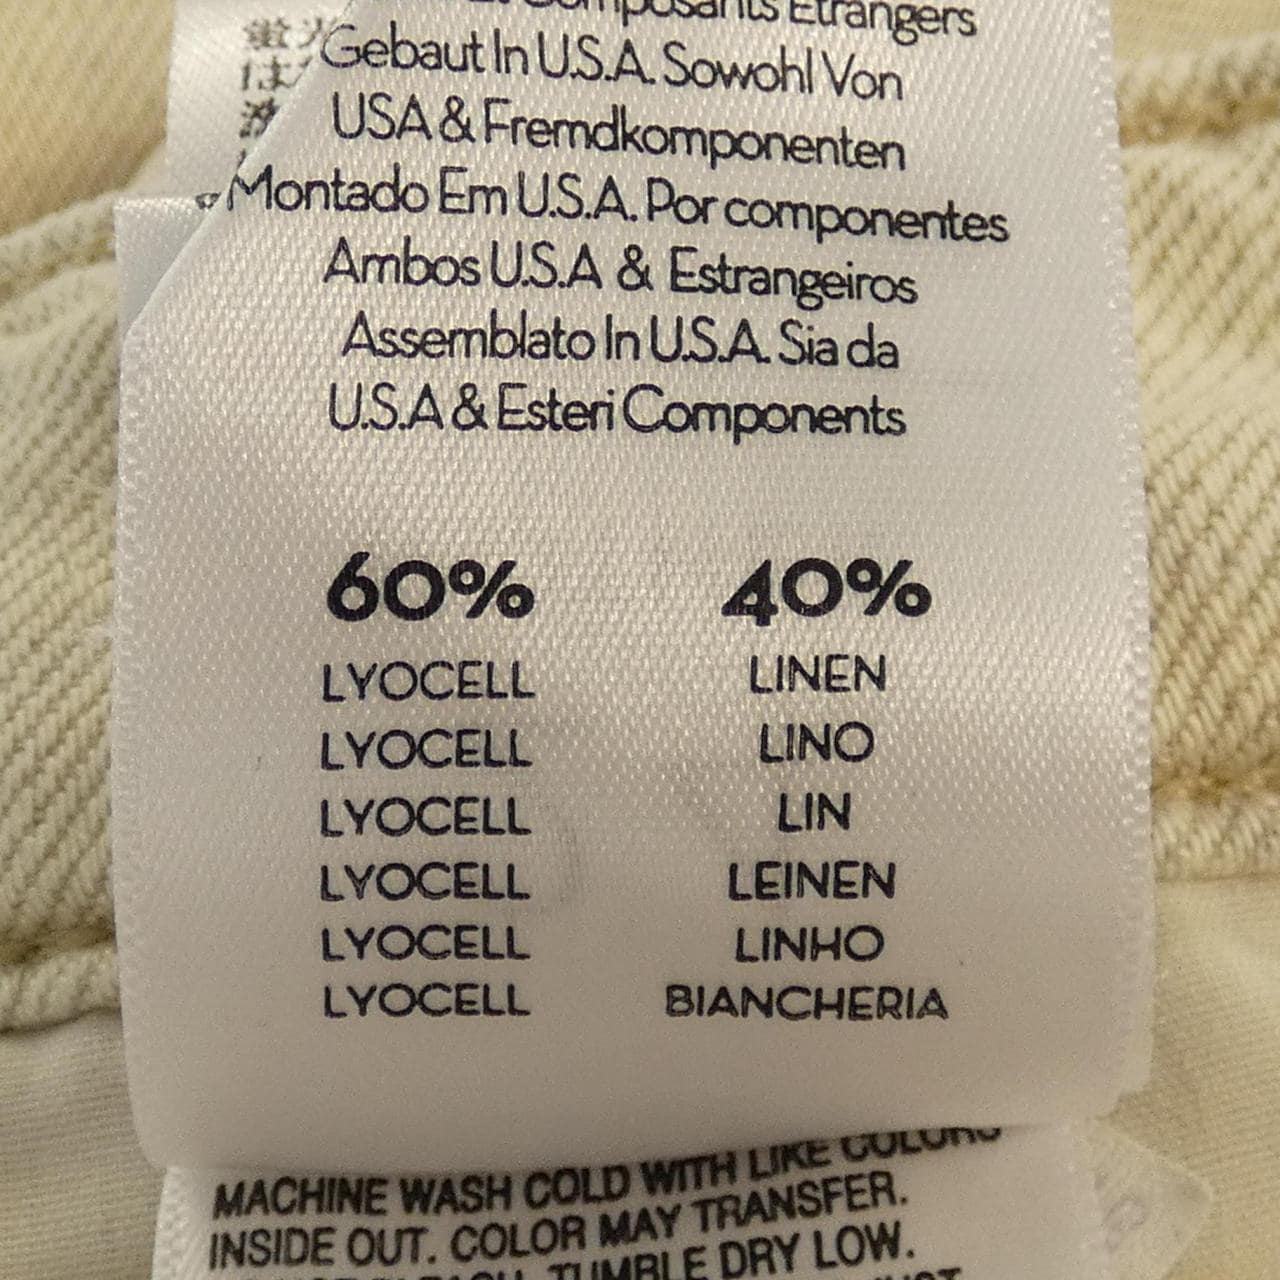 Composants Étrangers
Gebaut In U.S.A. Sowohl Von
USA & Fremdkomponenten
Montado Em U.S.A. Por componentes
Ambos U.S.A & Estrangeiros
Assemblato In U.S.A. Sia da
U.S.A & Esteri Components
60% 40%
LYOCELL LINEN
LYOCELL LINO
LYOCELL LIN
LYOCELL LEINEN
LYOCELL LINHO
LYOCELL BIANCHERIA
MACHINE WASH COLD WITH LIKE COLORS
INSIDE OUT. COLOR MAY TRANSFER.
TUMBLE DRY LOW.